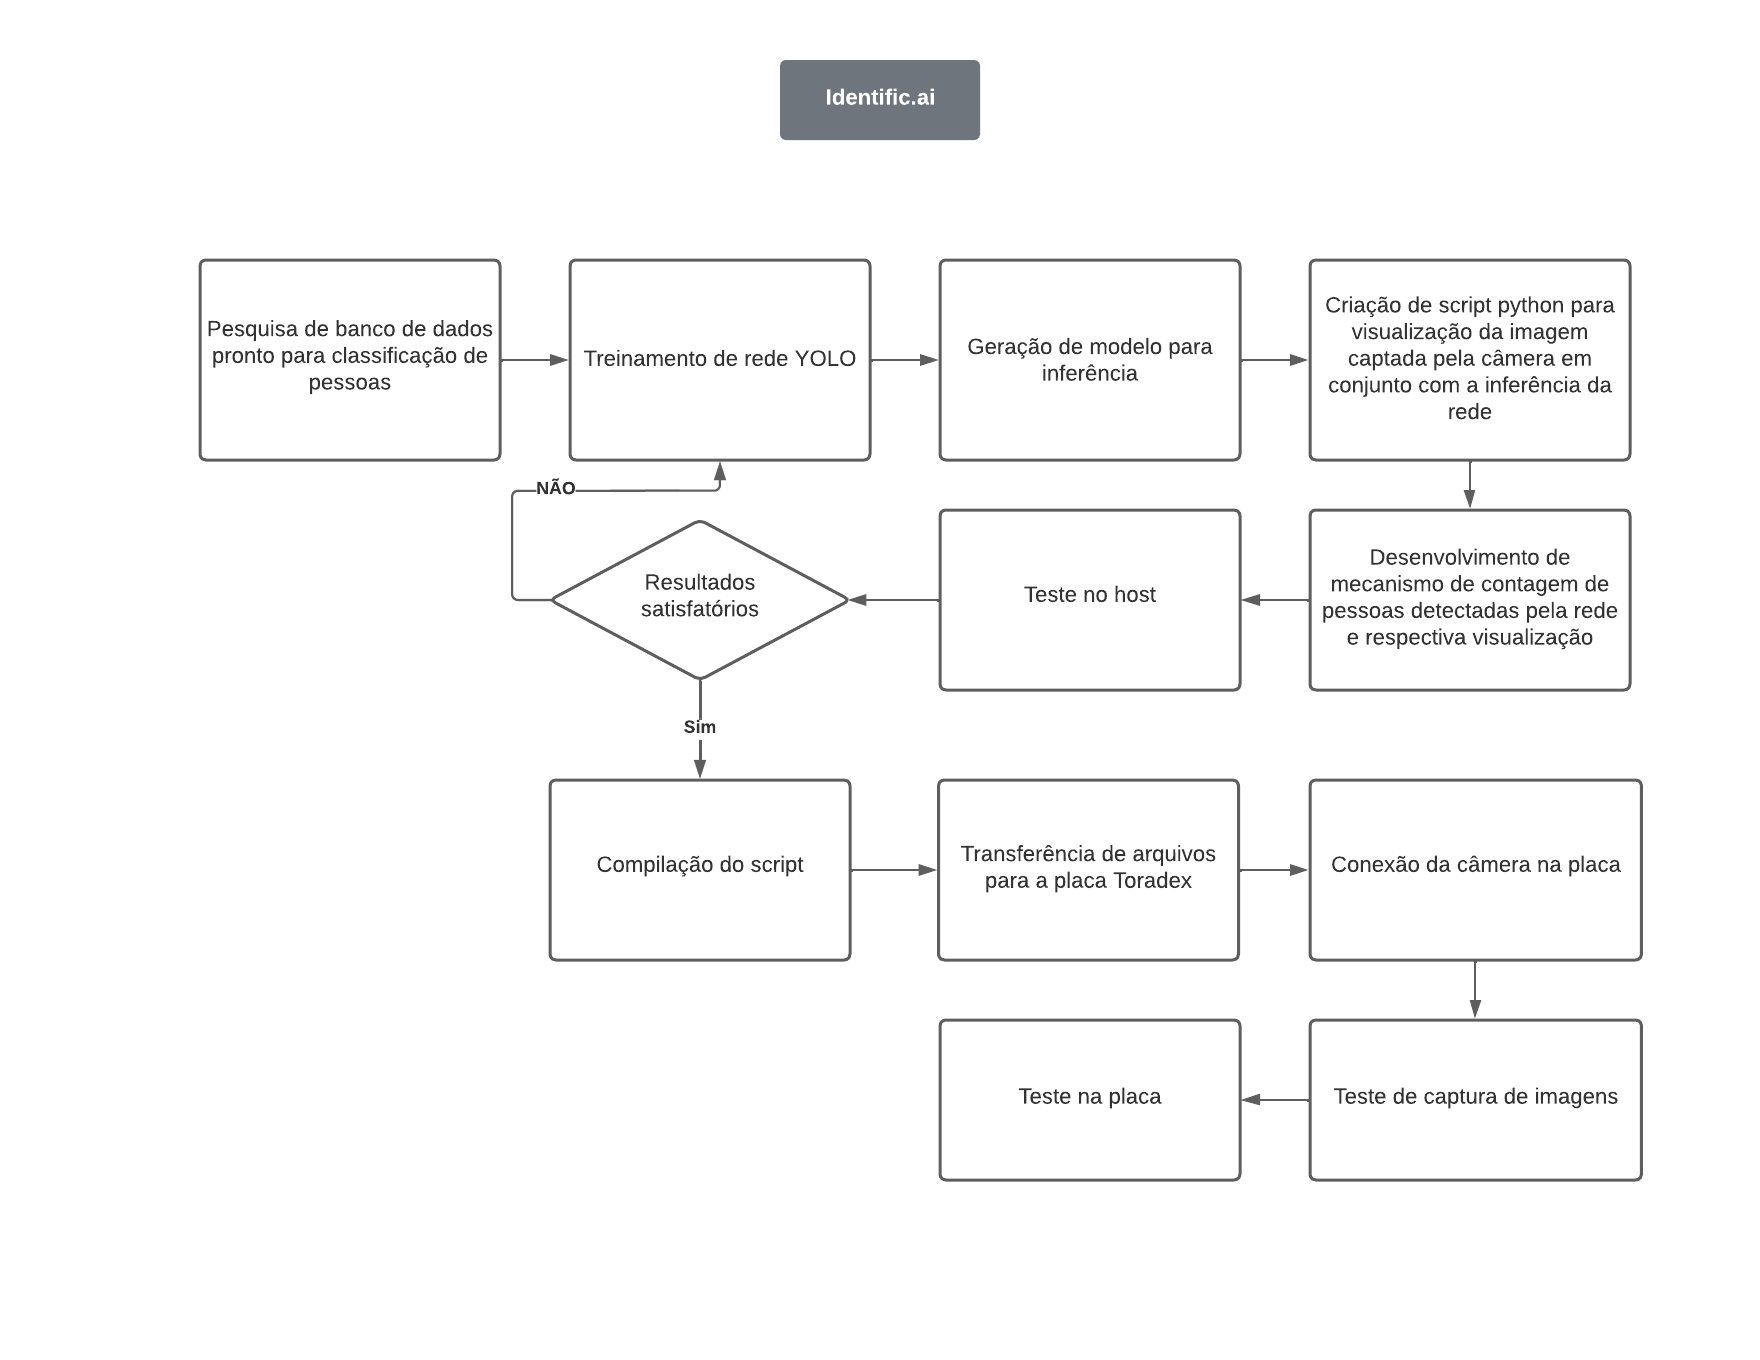 Identific.ai
Pesquisa de banco de dados
pronto para classificação de
pessoas
Treinamento de rede YOLO
Geração de modelo para
inferência
Criação de script python para
visualização da imagem
captada pela câmera em
conjunto com a inferência da
rede
Desenvolvimento de
mecanismo de contagem de
pessoas detectadas pela rede
e respectiva visualização
Teste no host
Resultados
satisfatórios
NÃO
Sim
Compilação do script
Transferência de arquivos
para a placa Toradex
Conexão da câmera na placa
Teste de captura de imagens
Teste na placa